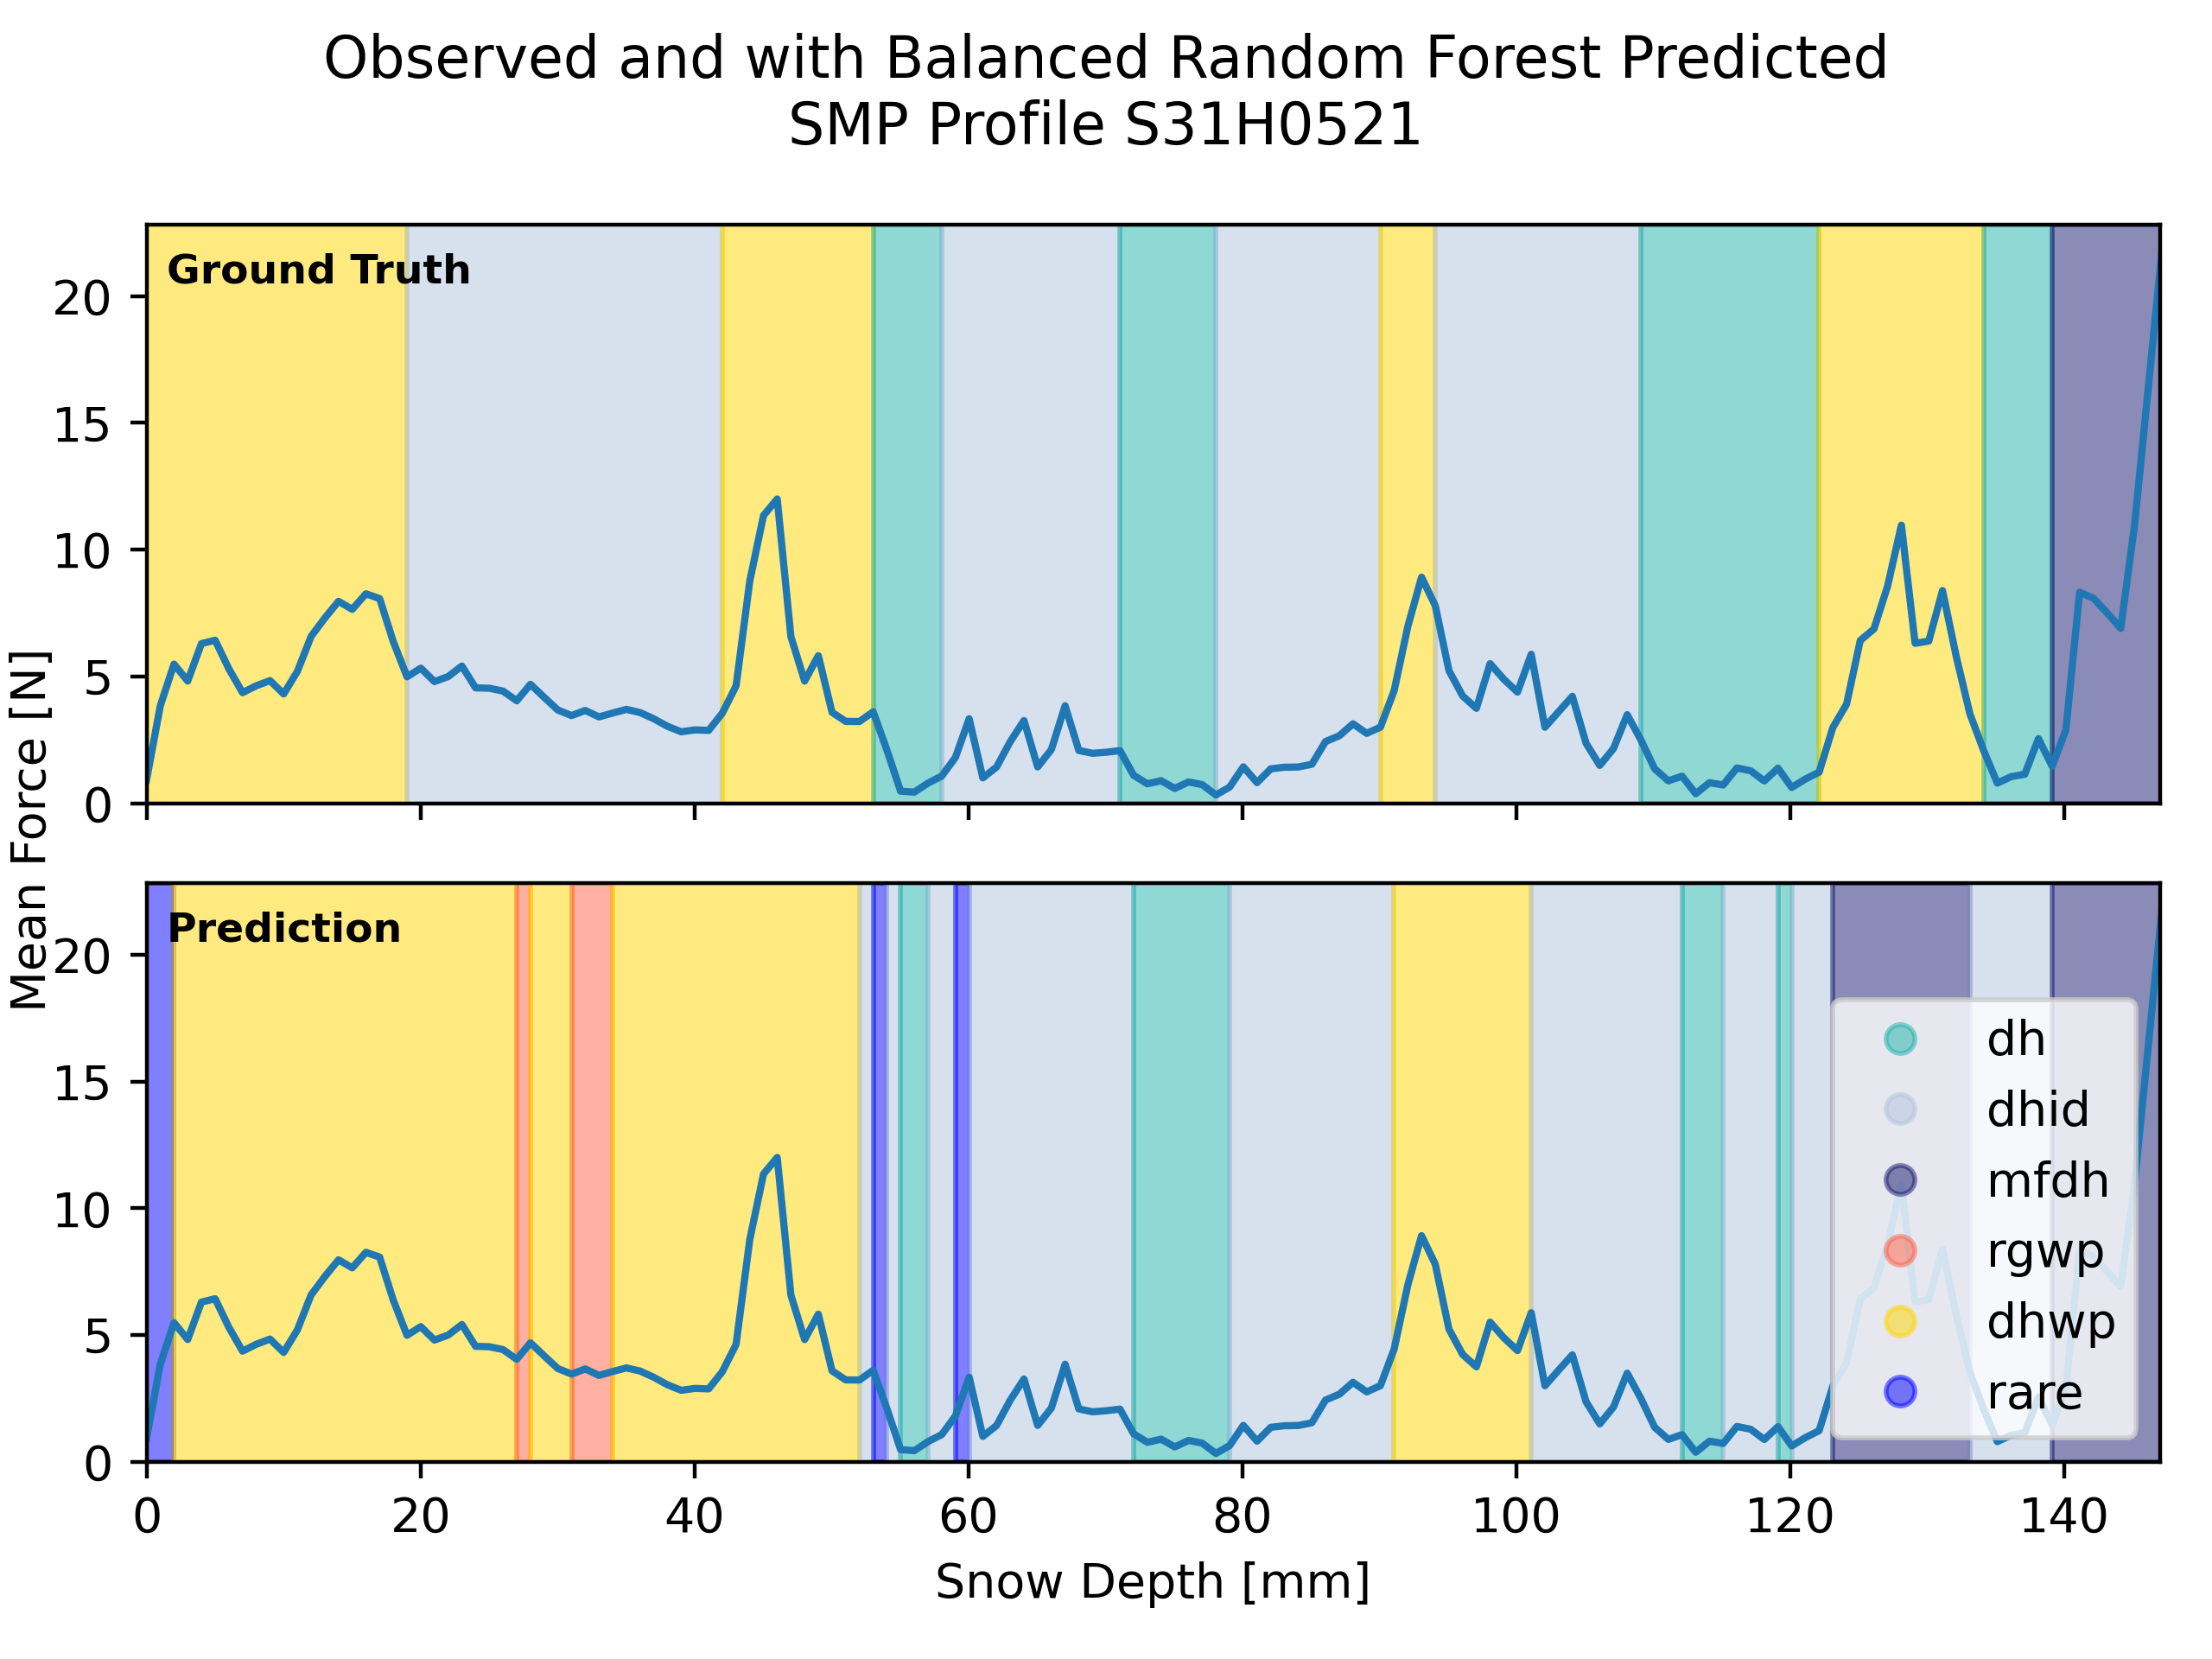 Observed and with Balanced Random Forest Predicted
SMP Profile S31H0521
Ground Truth
20
15
10
5
0
Mean Force [N]
Prediction
20
15
10
5
0
dh
dhid
mfdh
rgwp
dhwp
rare
0 20 40 60 80 100 120 140
Snow Depth [mm]